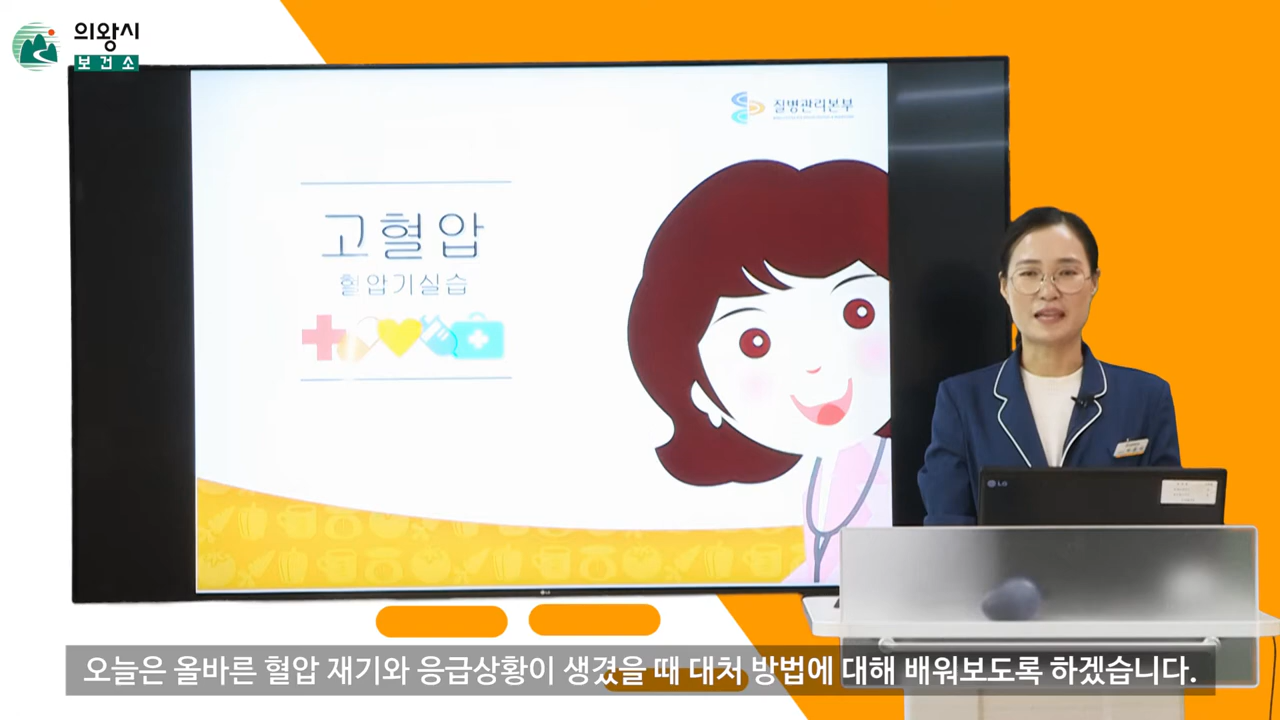 의왕시
보건소
질병관리본부
고혈압
혈압기실습
LG
오늘은 올바른 혈압 재기와 응급상황이 생겼을 때 대처 방법에 대해 배워보도록 하겠습니다.